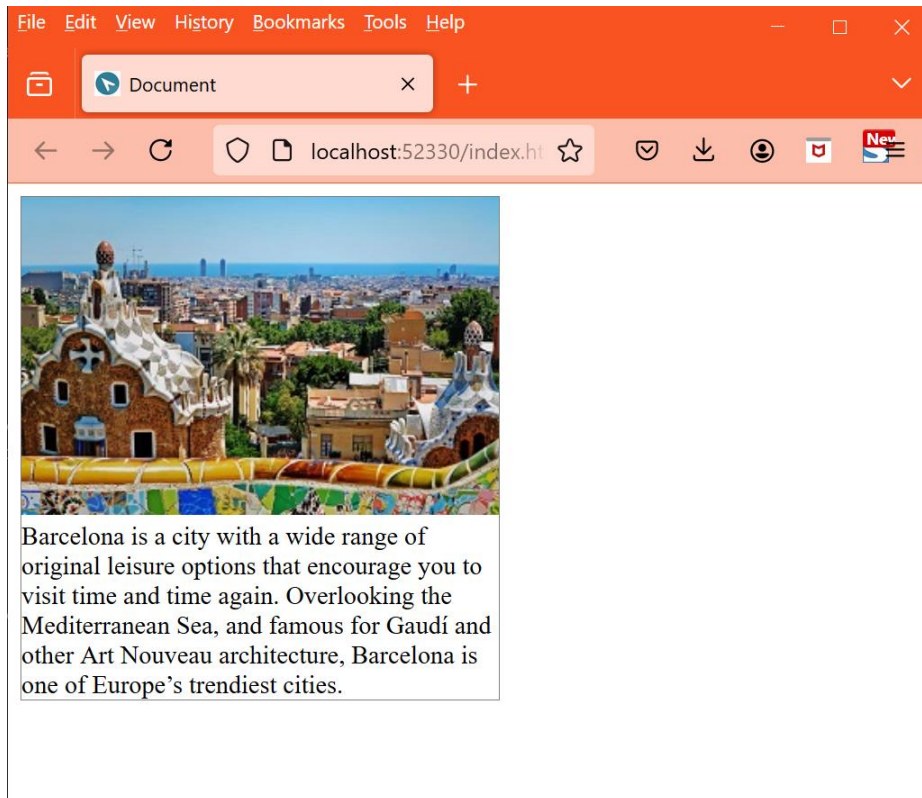 File Edit View History Bookmarks Tools Help
Document
localhost:52330/index.ht
New
Barcelona is a city with a wide range of
original leisure options that encourage you to
visit time and time again. Overlooking the
Mediterranean Sea, and famous for Gaudí and
other Art Nouveau architecture, Barcelona is
one of Europe’s trendiest cities.